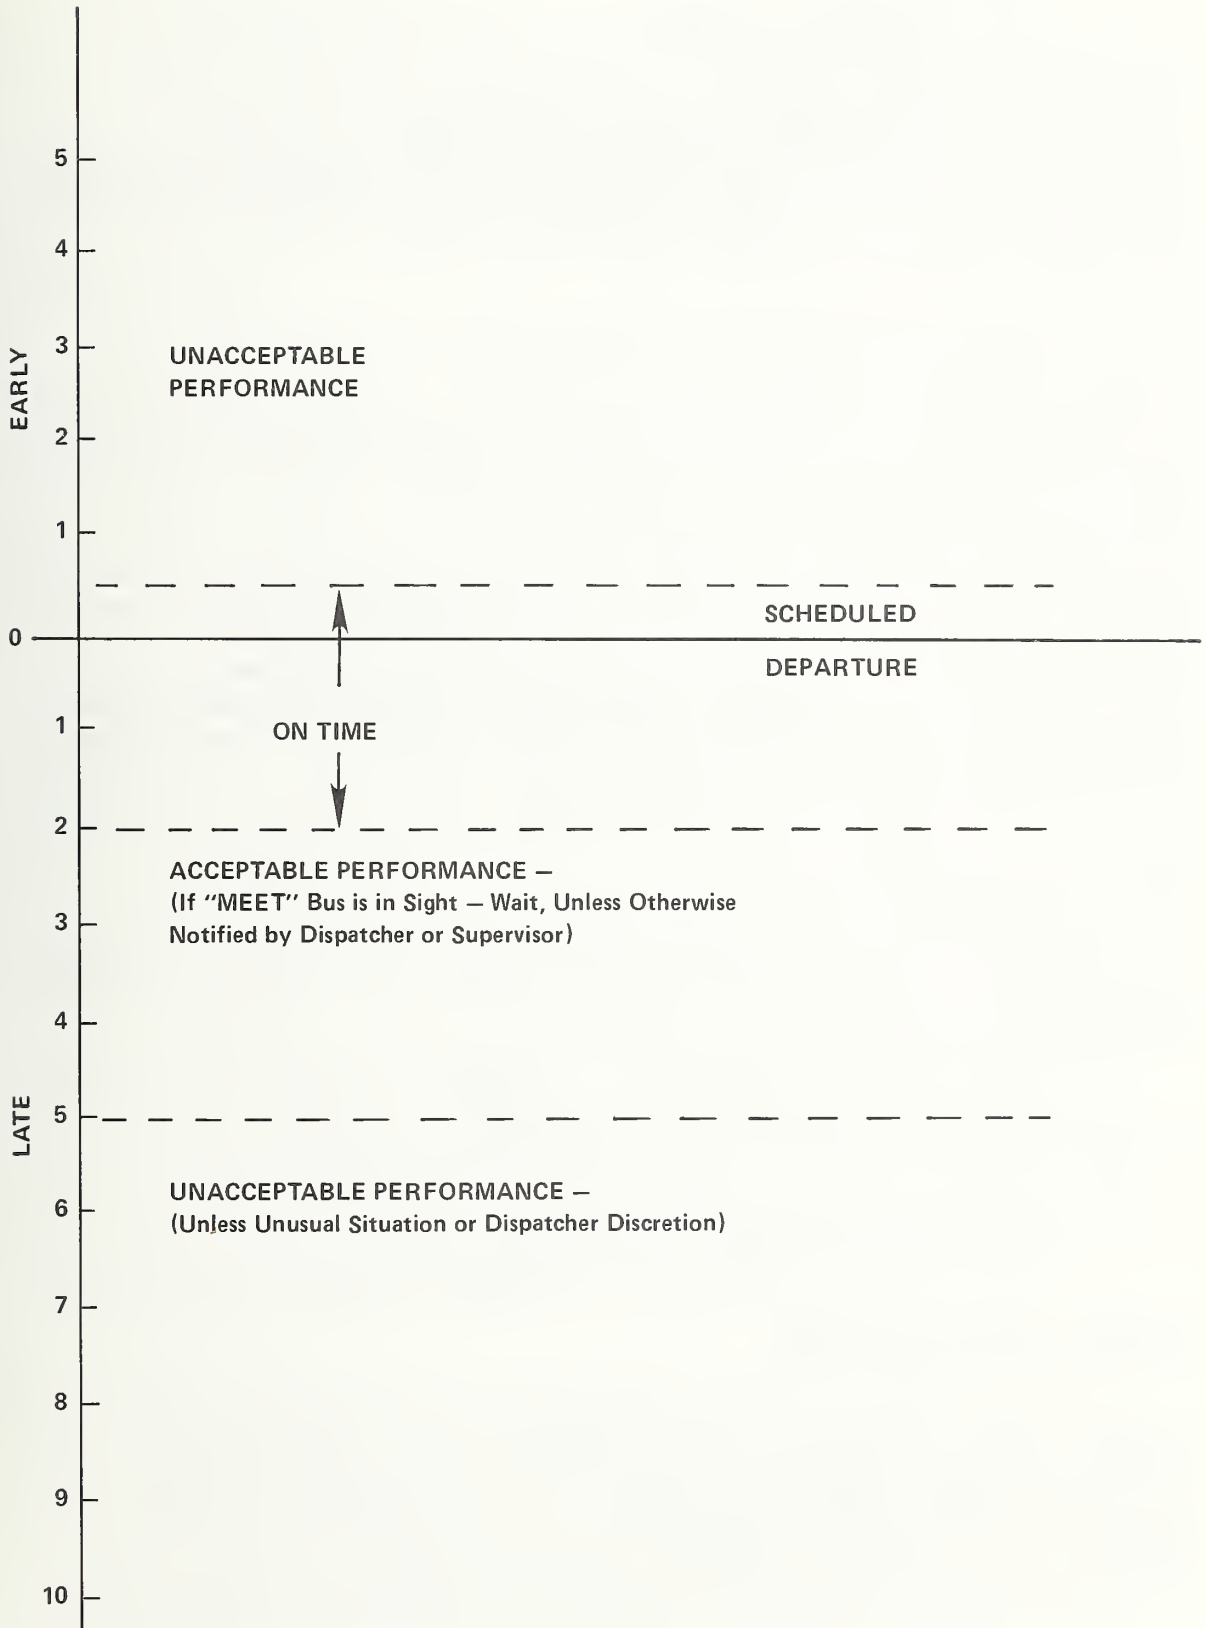 5
4
3
EARLY
UNACCEPTABLE
PERFORMANCE
2
1
SCHEDULED
0
DEPARTURE
1
ON TIME
2
ACCEPTABLE PERFORMANCE –
(If “MEET” Bus is in Sight – Wait, Unless Otherwise
3
Notified by Dispatcher or Supervisor)
4
LATE
5
UNACCEPTABLE PERFORMANCE –
6
(Unless Unusual Situation or Dispatcher Discretion)
7
8
9
10